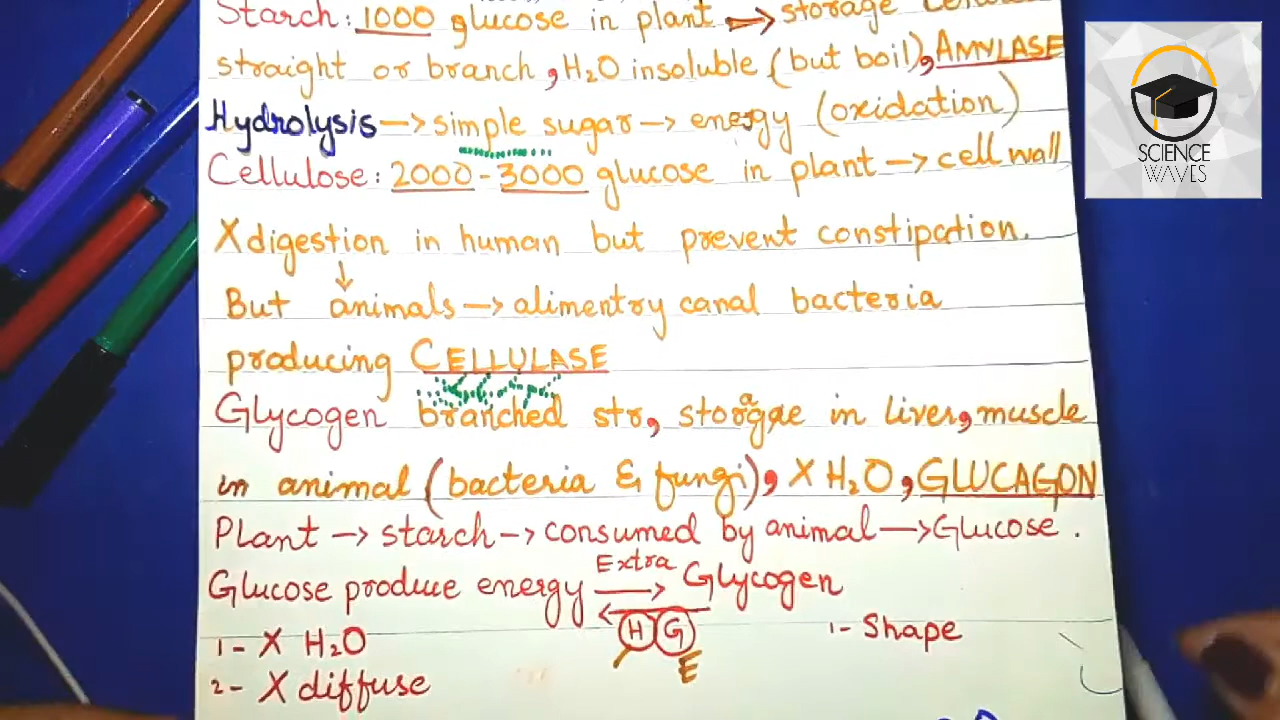 Starch: 1000 glucose in plant → storage
straight or branch, H₂O insoluble (but boil), AMYLASE
Hydrolysis → simple sugar → energy (oxidation)
Cellulose: 2000 - 3000 glucose in plant → cell wall
X digestion in human but prevent constipation.
But animals → alimentry canal bacteria
producing CELLULASE
Glycogen branched str, storage in liver, muscle
in animal (bacteria & fungi), X H₂O, GLUCAGON
Plant → starch → consumed by animal → Glucose.
Glucose produce energy Extra → Glycogen
H G
E
1- X H₂O
1- Shape
2- X diffuse
SCIENCE
WAVES